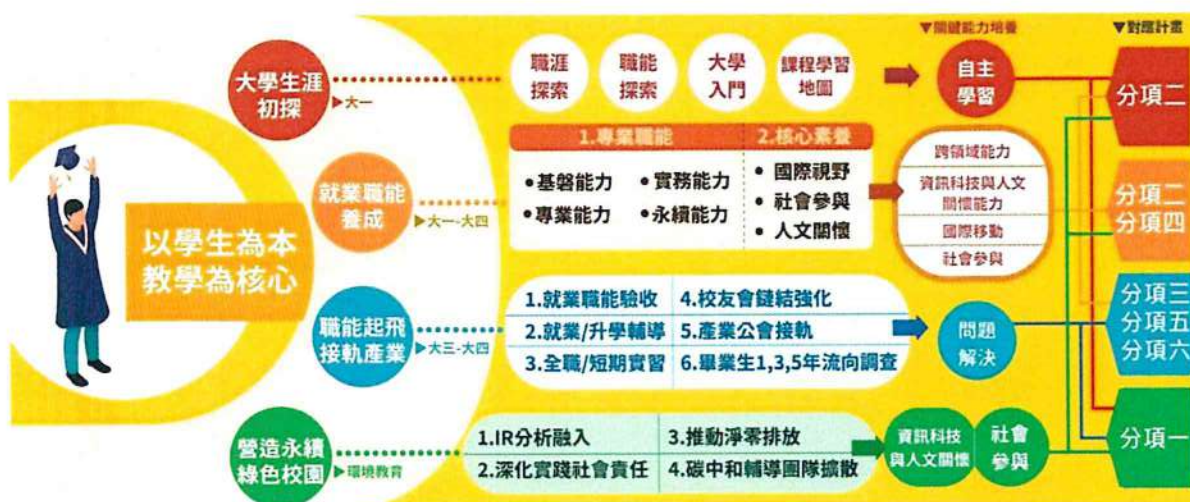 ▼關鍵能力培養
▼對應計畫
以學生為本
教學為核心
大學生涯
初探
▶大一
職涯
探索
職能
探索
大學
入門
課程學習
地圖
自主
學習
分項二
就業職能
養成
▶大一-大四
1.專業職能
2.核心素養
•基磐能力
•實務能力
•專業能力
•永續能力
• 國際視野
• 社會參與
• 人文關懷
跨領域能力
資訊科技與人文
關懷能力
國際移動
社會參與
分項二
分項四
職能起飛
接軌產業
▶大三-大四
1.就業職能驗收
2.就業/升學輔導
3.全職/短期實習
4.校友會鏈結強化
5.產業公會接軌
6.畢業生1,3,5年流向調查
問題
解決
分項三
分項五
分項六
營造永續
綠色校園
▶環境教育
1.IR分析融入
2.深化實踐社會責任
3.推動淨零排放
4.碳中和輔導團隊擴散
資訊科技
與人文關懷
社會
參與
分項一